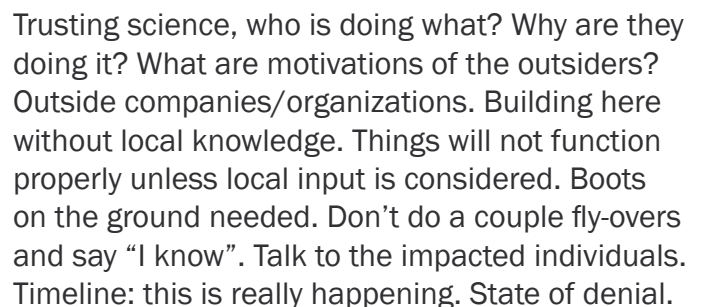 Trusting science, who is doing what? Why are they
doing it? What are motivations of the outsiders?
Outside companies/organizations. Building here
without local knowledge. Things will not function
properly unless local input is considered. Boots
on the ground needed. Don’t do a couple fly-overs
and say “I know”. Talk to the impacted individuals.
Timeline: this is really happening. State of denial.